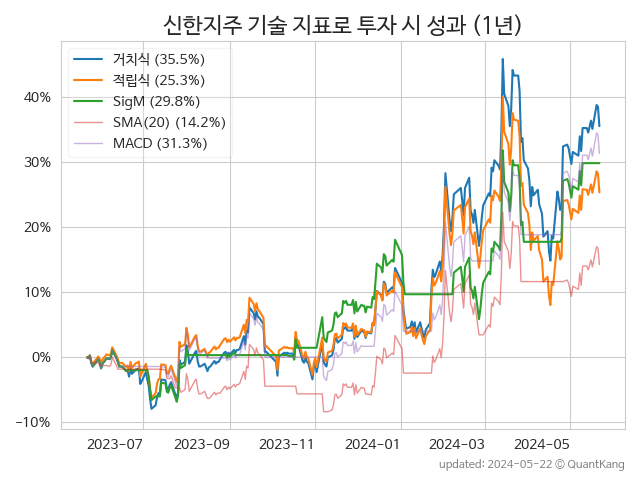 신한지주 기술 지표로 투자 시 성과 (1년)
거치식 (35.5%)
적립식 (25.3%)
SigM (29.8%)
SMA(20) (14.2%)
MACD (31.3%)
40%
30%
20%
10%
0%
−10%
2023-07
2023-09
2023-11
2024-01
2024-03
2024-05
updated: 2024-05-22 © QuantKang